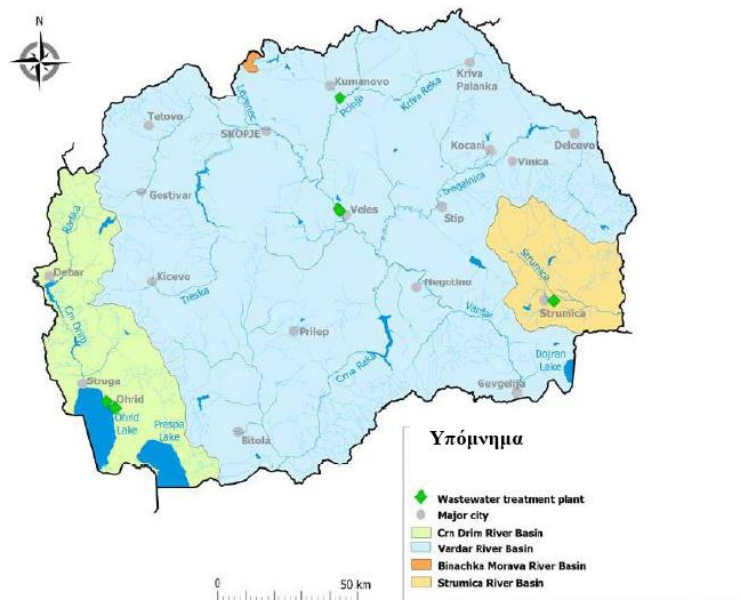 N
Kumanovo
Kriva
Palanka
Pcinja
Kriva Reka
Lepenec
Tetovo
SKOPJE
Kocani
Delcevo
Vinica
Bregalnica
Gostivar
Veles
Stip
Radika
Strumica
Debar
Kicevo
Treska
Negotino
Vardar
Strumica
Crn Drim
Prilep
Crna Reka
Dojran
Lake
Gevgelija
Struga
Ohrid
Ohrid
Lake
Prespa
Lake
Bitola
Υπόμνημα
Wastewater treatment plant
Major city
Crn Drim River Basin
Vardar River Basin
Binachka Morava River Basin
Strumica River Basin
0 50 km